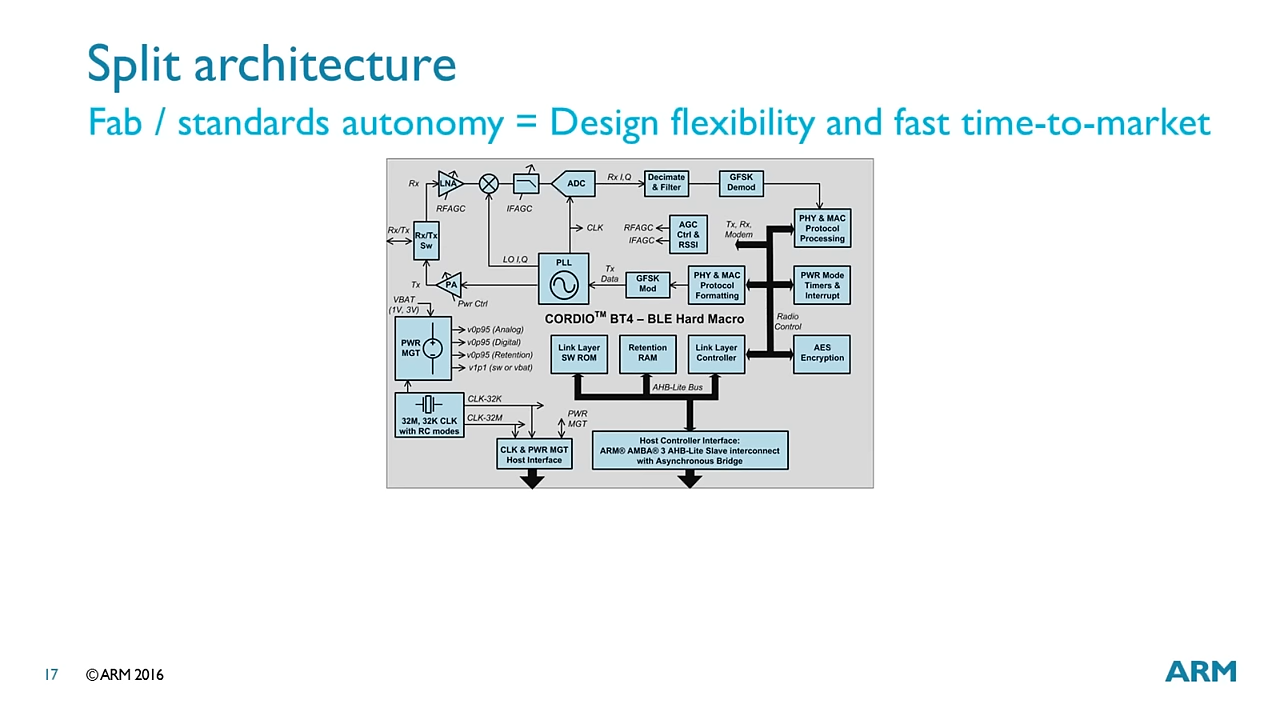 Split architecture
Fab / standards autonomy = Design flexibility and fast time-to-market
Rx
LNA
RFAGC
IFAGC
ADC
Rx I,Q
Decimate
& Filter
GFSK
Demod
Rx/Tx
Rx/Tx
Sw
CLK
RFAGC
IFAGC
AGC
Ctrl &
RSSI
Tx, Rx,
Modem
PHY & MAC
Protocol
Processing
LO I,Q
PLL
Tx
Data
GFSK
Mod
PHY & MAC
Protocol
Formatting
PWR Mode
Timers &
Interrupt
Tx
PA
Pwr Ctrl
VBAT
(1V, 3V)
CORDIO™ BT4 – BLE Hard Macro
Radio
Control
PWR
MGT
v0p95 (Analog)
v0p95 (Digital)
v0p95 (Retention)
v1p1 (sw or vbat)
Link Layer
SW ROM
Retention
RAM
Link Layer
Controller
AES
Encryption
AHB-Lite Bus
32M, 32K CLK
with RC modes
CLK-32K
CLK-32M
PWR
MGT
CLK & PWR MGT
Host Interface
Host Controller Interface:
ARM® AMBA® 3 AHB-Lite Slave interconnect
with Asynchronous Bridge
17
© ARM 2016
ARM